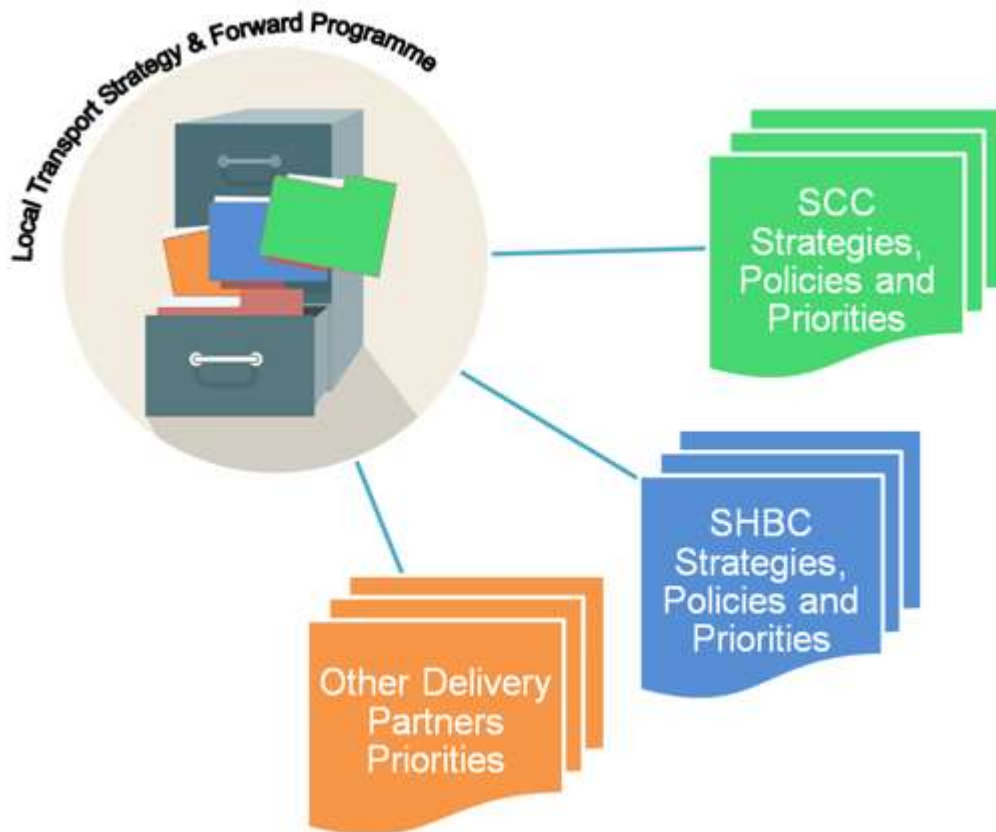 Local Transport Strategy & Forward Programme
SCC
Strategies,
Policies and
Priorities
SHBC
Strategies,
Policies and
Priorities
Other Delivery
Partners
Priorities